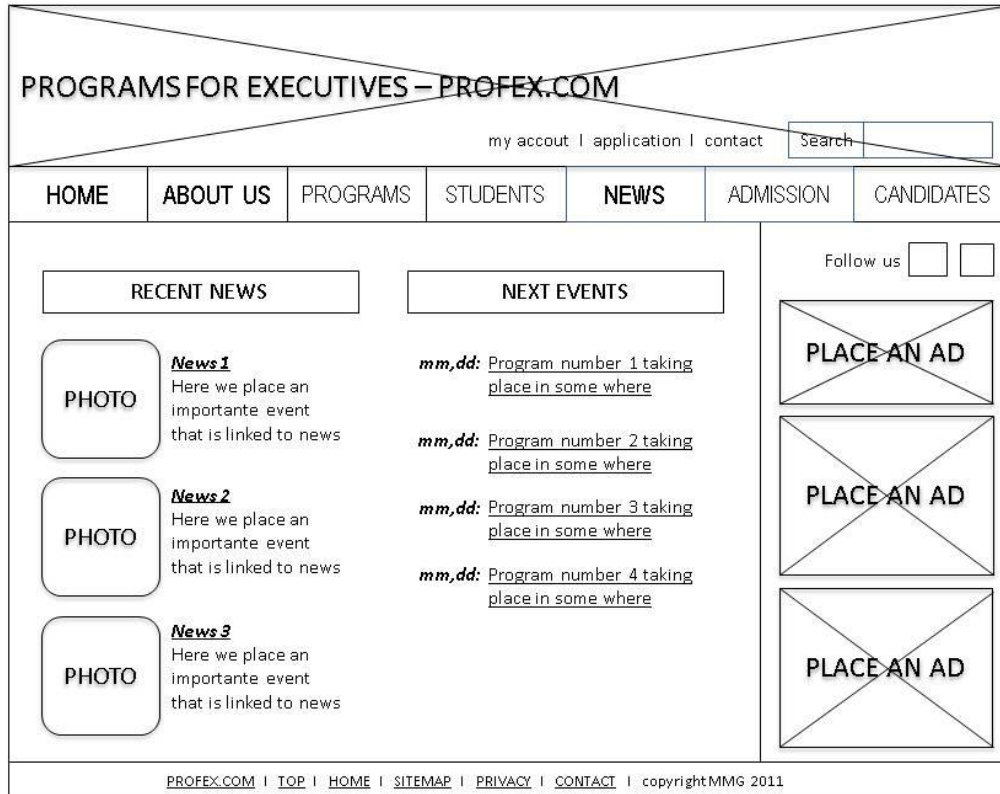 PROGRAMS FOR EXECUTIVES – PROFEX.COM
my accout | application | contact
Search
HOME
ABOUT US
PROGRAMS
STUDENTS
NEWS
ADMISSION
CANDIDATES
Follow us
RECENT NEWS
PHOTO
News 1
Here we place an
importante event
that is linked to news
PHOTO
News 2
Here we place an
importante event
that is linked to news
PHOTO
News 3
Here we place an
importante event
that is linked to news
NEXT EVENTS
mm,dd: Program number 1 taking
place in some where
mm,dd: Program number 2 taking
place in some where
mm,dd: Program number 3 taking
place in some where
mm,dd: Program number 4 taking
place in some where
PLACE AN AD
PLACE AN AD
PLACE AN AD
PROFEX.COM | TOP | HOME | SITEMAP | PRIVACY | CONTACT | copyright MMG 2011